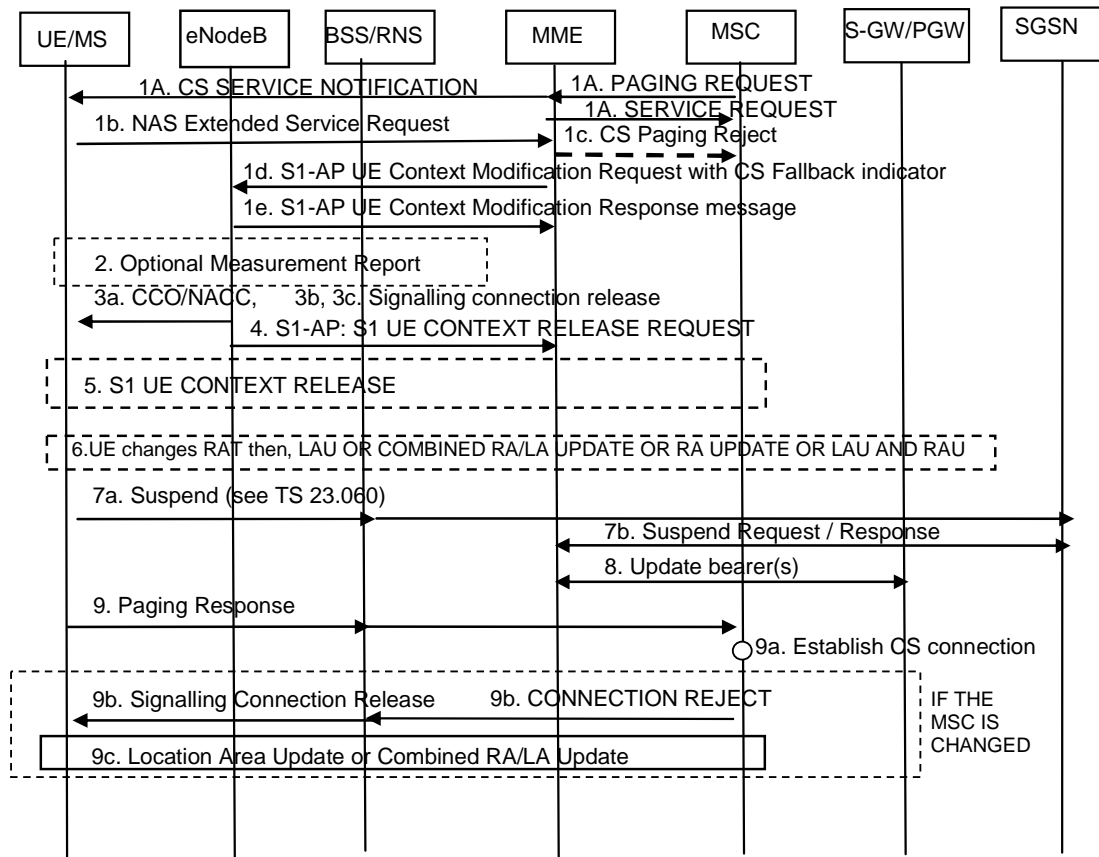 UE/MS
eNodeB
BSS/RNS
MME
MSC
S-GW/PGW
SGSN
1A. CS SERVICE NOTIFICATION
1A. PAGING REQUEST
1A. SERVICE REQUEST
1b. NAS Extended Service Request
1c. CS Paging Reject
1d. S1-AP UE Context Modification Request with CS Fallback indicator
1e. S1-AP UE Context Modification Response message
2. Optional Measurement Report
3a. CCO/NACC, 3b, 3c. Signalling connection release
4. S1-AP: S1 UE CONTEXT RELEASE REQUEST
5. S1 UE CONTEXT RELEASE
6.UE changes RAT then, LAU OR COMBINED RA/LA UPDATE OR RA UPDATE OR LAU AND RAU
7a. Suspend (see TS 23.060)
7b. Suspend Request / Response
8. Update bearer(s)
9. Paging Response
9a. Establish CS connection
9b. Signalling Connection Release
9b. CONNECTION REJECT
IF THE
MSC IS
CHANGED
9c. Location Area Update or Combined RA/LA Update